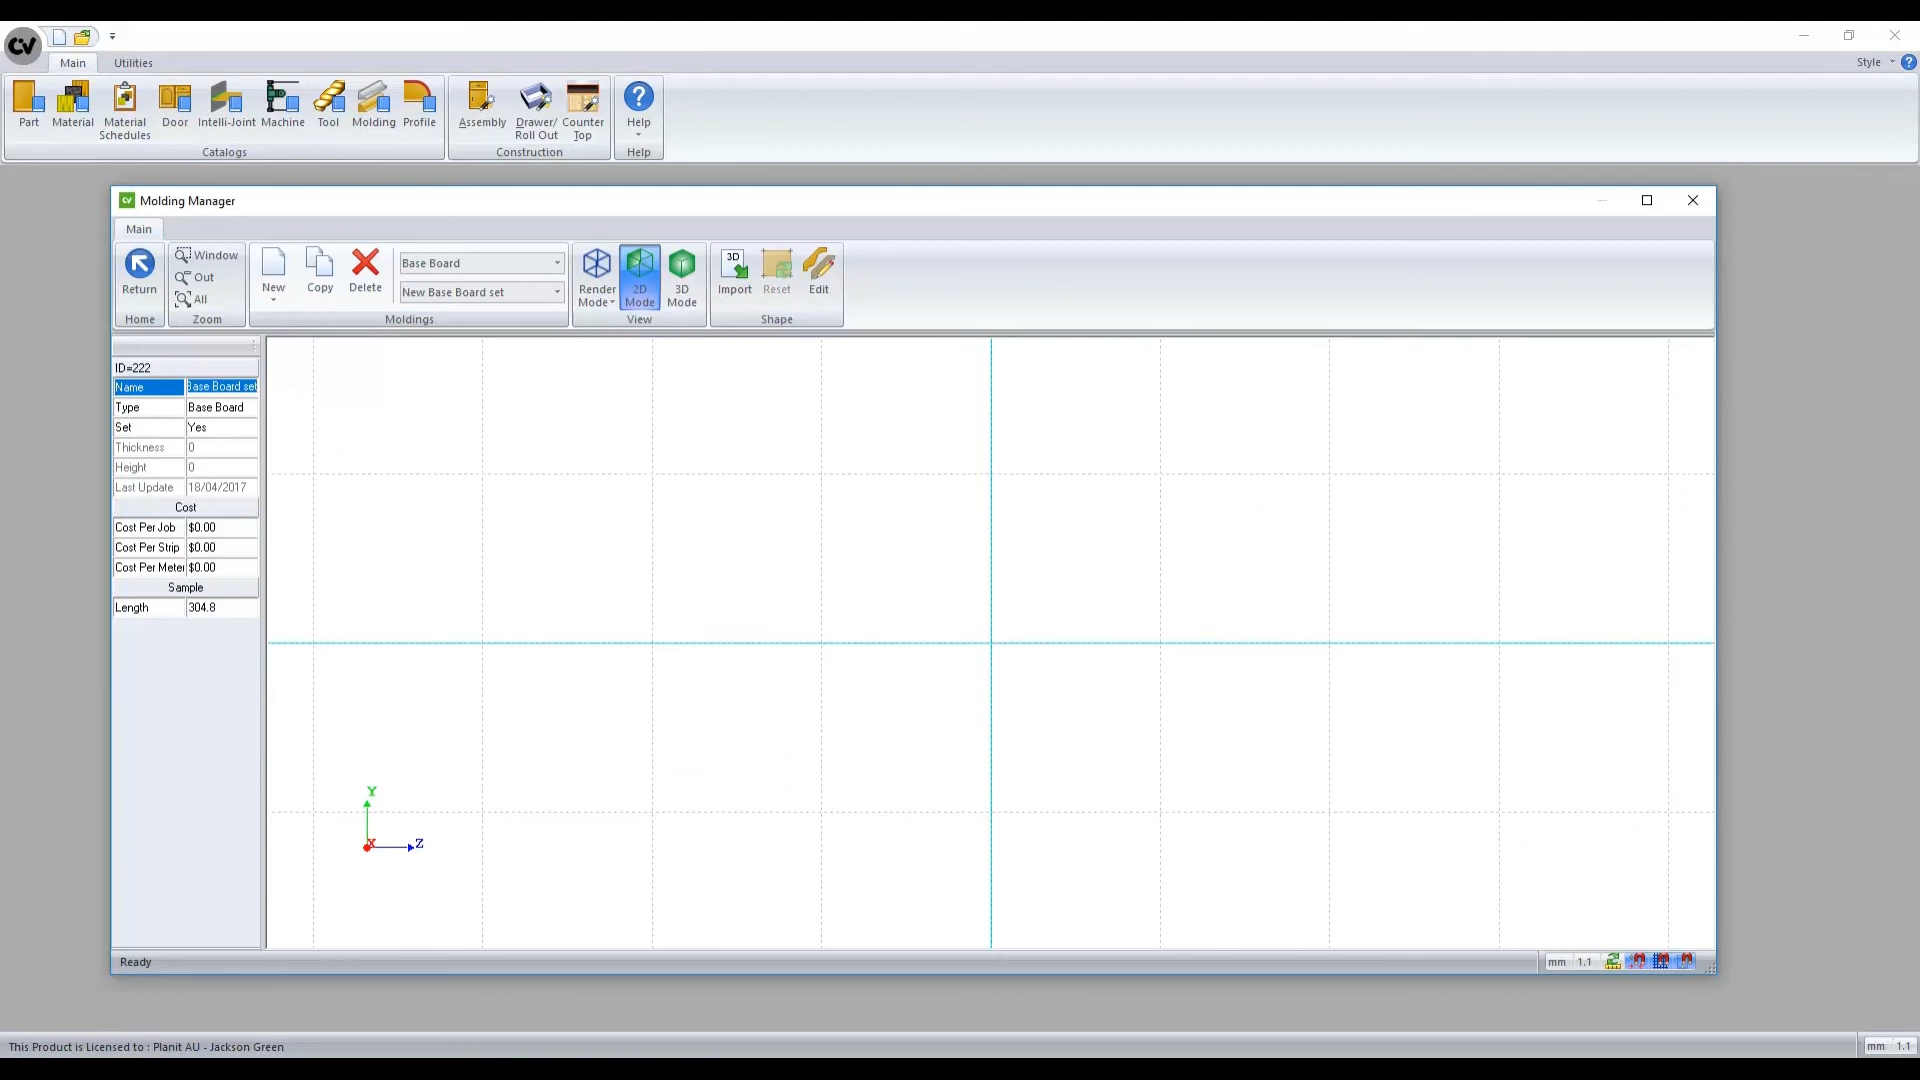 CV
Main
Utilities
Style
Part
Material
Material Schedules
Door
Intelli-Joint
Machine
Tool
Molding
Profile
Assembly
Drawer/ Roll Out
Counter Top
Help
Catalogs
Construction
Help
CV Molding Manager
Main
Return
Window
Out
All
New
Copy
Delete
Base Board
New Base Board set
Render Mode
2D Mode
3D Mode
3D
Import
Reset
Edit
Home
Zoom
Moldings
View
Shape
ID=222
Name Base Board set
Type Base Board
Set Yes
Thickness 0
Height 0
Last Update 18/04/2017
Cost
Cost Per Job $0.00
Cost Per Strip $0.00
Cost Per Meter $0.00
Sample
Length 304.8
Y
X
Z
Ready
mm 1.1
This Product is Licensed to : Planit AU - Jackson Green
mm 1.1